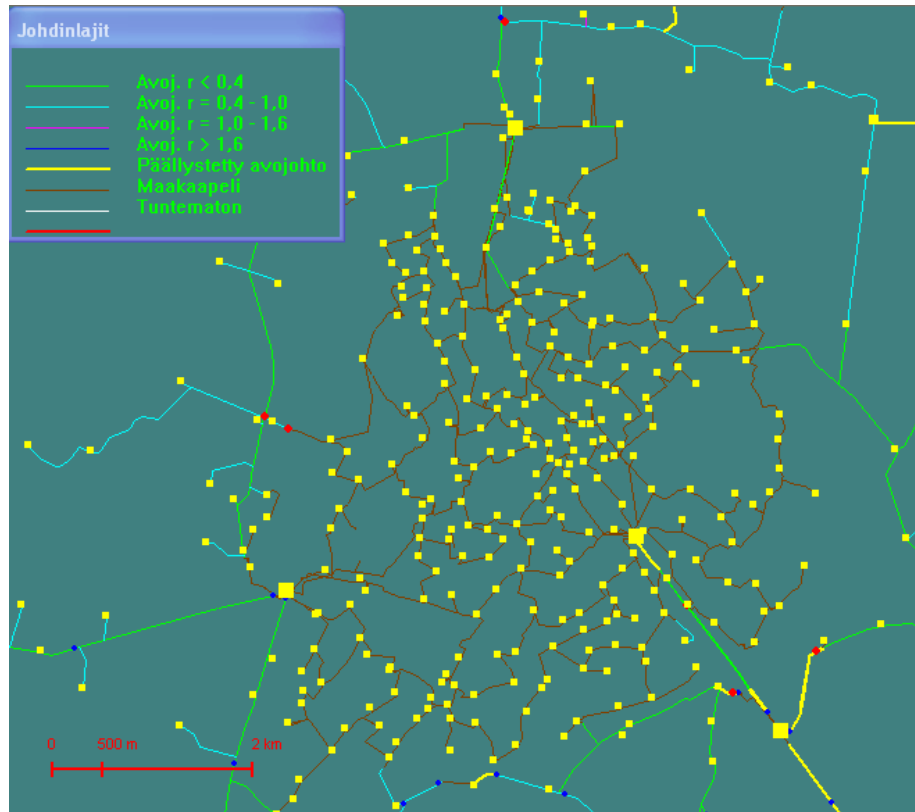 Johdinlajit
Avoj. r < 0,4
Avoj. r = 0,4 - 1,0
Avoj. r = 1,0 - 1,6
Avoj. r > 1,6
Päällystetty avojohto
Maakaapeli
Tuntematon
0 500 m 2 km